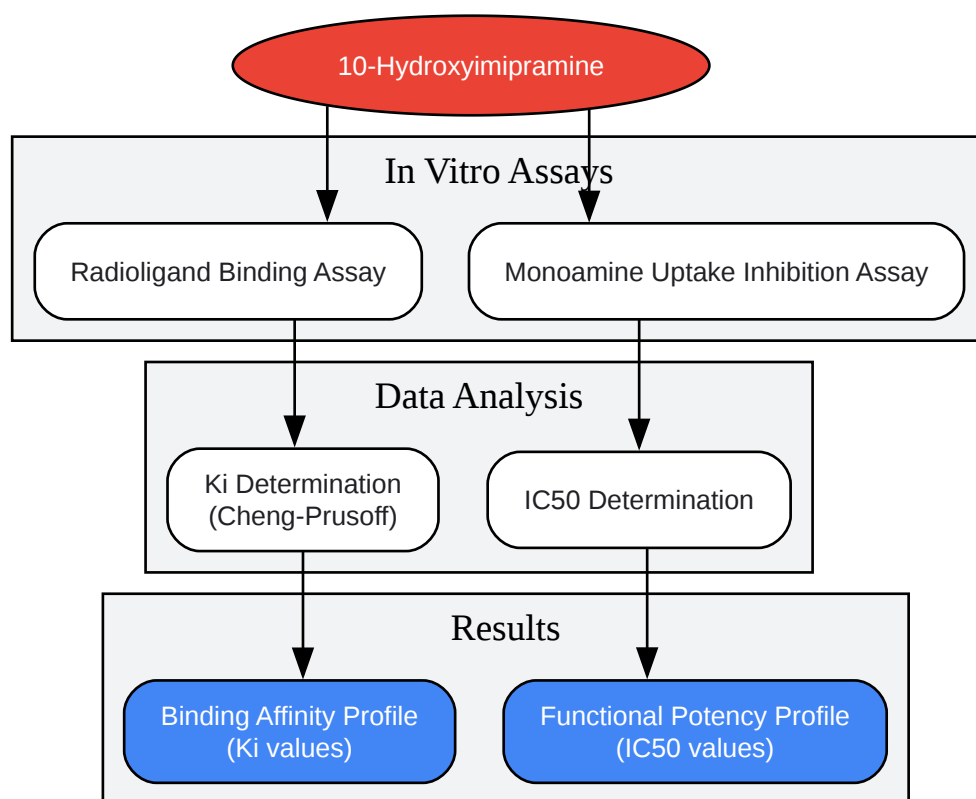 10-Hydroxyimipramine
In Vitro Assays
Radioligand Binding Assay
Monoamine Uptake Inhibition Assay
Data Analysis
Ki Determination
(Cheng-Prusoff)
IC50 Determination
Results
Binding Affinity Profile
(Ki values)
Functional Potency Profile
(IC50 values)